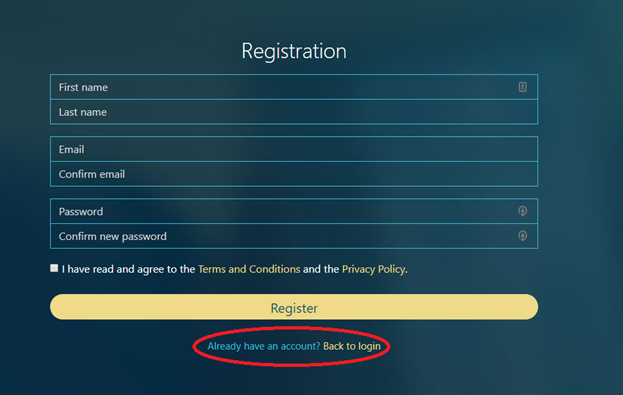 Registration
First name
Last name
Email
Confirm email
Password
Confirm new password
I have read and agree to the Terms and Conditions and the Privacy Policy.
Register
Already have an account? Back to login